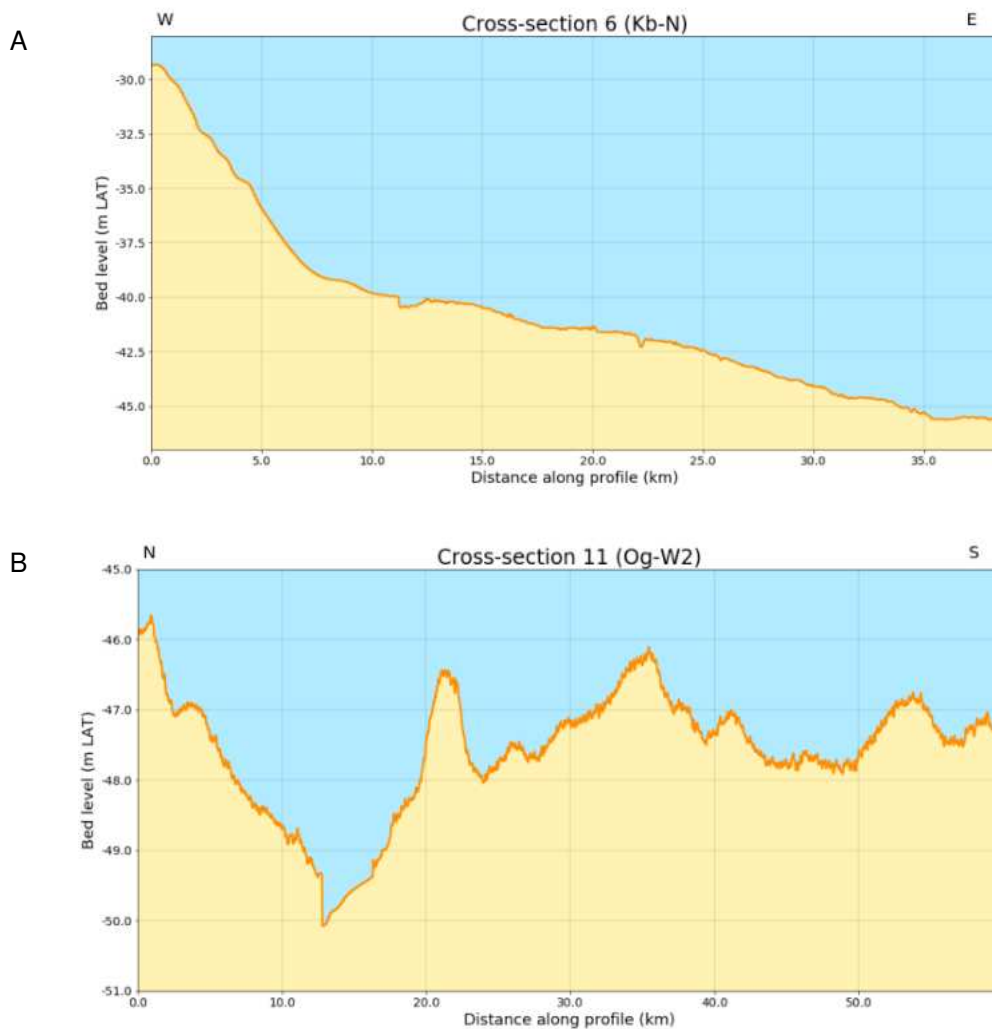 A
W
Cross-section 6 (Kb-N)
E
-30.0
-32.5
-35.0
-37.5
-40.0
-42.5
-45.0
Bed level (m LAT)
0.0 5.0 10.0 15.0 20.0 25.0 30.0 35.0
Distance along profile (km)
B
N
Cross-section 11 (Og-W2)
S
-45.0
-46.0
-47.0
-48.0
-49.0
-50.0
-51.0
Bed level (m LAT)
0.0 10.0 20.0 30.0 40.0 50.0
Distance along profile (km)